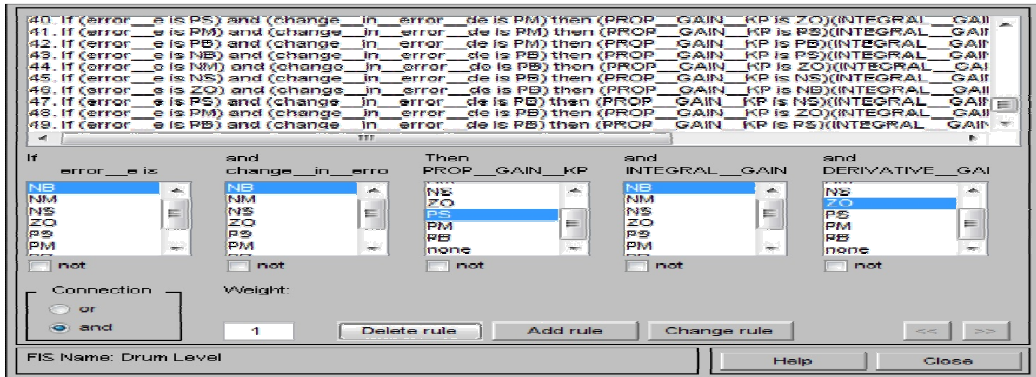 40. If (error__e is PS) and (change__in__error__de is PM) then (PROP__GAIN__KP is ZO)(INTEGRAL__GAI
41. If (error__e is PM) and (change__in__error__de is PM) then (PROP__GAIN__KP is PS)(INTEGRAL__GAI
42. If (error__e is PB) and (change__in__error__de is PM) then (PROP__GAIN__KP is PB)(INTEGRAL__GAI
43. If (error__e is NB) and (change__in__error__de is PB) then (PROP__GAIN__KP is PS)(INTEGRAL__GAI
44. If (error__e is NM) and (change__in__error__de is PB) then (PROP__GAIN__KP is ZO)(INTEGRAL__GAI
45. If (error__e is NS) and (change__in__error__de is PB) then (PROP__GAIN__KP is NS)(INTEGRAL__GAI
46. If (error__e is ZO) and (change__in__error__de is PB) then (PROP__GAIN__KP is NB)(INTEGRAL__GAI
47. If (error__e is PS) and (change__in__error__de is PB) then (PROP__GAIN__KP is NS)(INTEGRAL__GAI
48. If (error__e is PM) and (change__in__error__de is PB) then (PROP__GAIN__KP is ZO)(INTEGRAL__GAI
49. If (error__e is PB) and (change__in__error__de is PB) then (PROP__GAIN__KP is PS)(INTEGRAL__GAI
If and Then and and
error__e is change__in__erro PROP__GAIN__KP INTEGRAL__GAIN DERIVATIVE__GAI
NB NB NS NB NS
NM NM ZO NM ZO
NS NS PS NS PS
ZO ZO PM ZO PM
PS PS PB PS PB
PM PM none PM none
not not not not not
Connection Weight:
or
and 1 Delete rule Add rule Change rule << >>
FIS Name: Drum Level Help Close